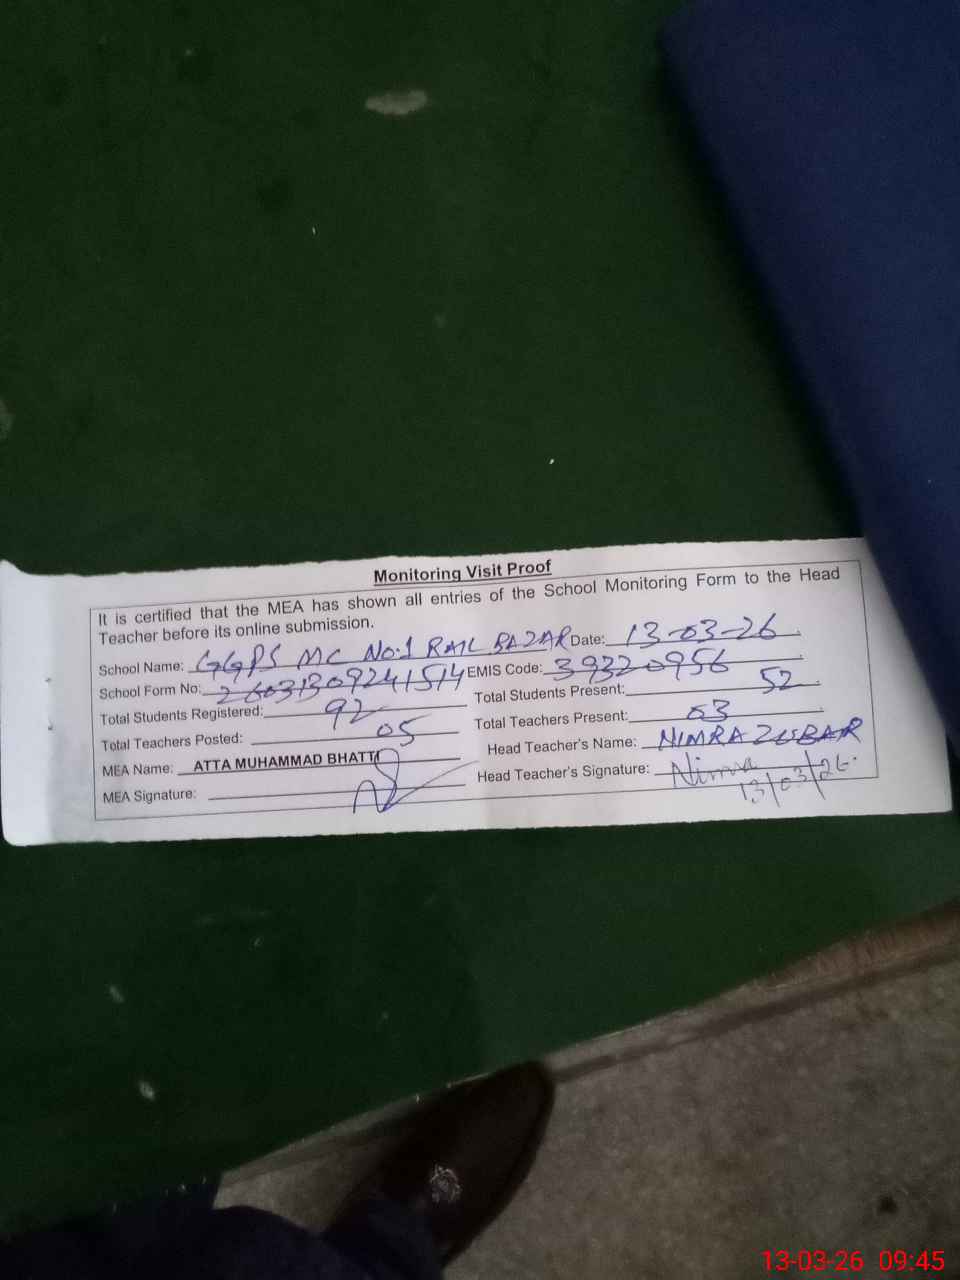 Monitoring Visit Proof
It is certified that the MEA has shown all entries of the School Monitoring Form to the Head
Teacher before its online submission.
School Name: GGPS MC No.1 RAIL BAZAR Date: 13-03-26
School Form No: 26031309241514 EMIS Code: 39320956
Total Students Registered: 92 Total Students Present: 52
Total Teachers Posted: 05 Total Teachers Present: 03
MEA Name: ATTA MUHAMMAD BHATTI Head Teacher's Name: NIMRA ZUBAIR
MEA Signature: Head Teacher's Signature: Nimra
13/03/26.
13-03-26 09:45